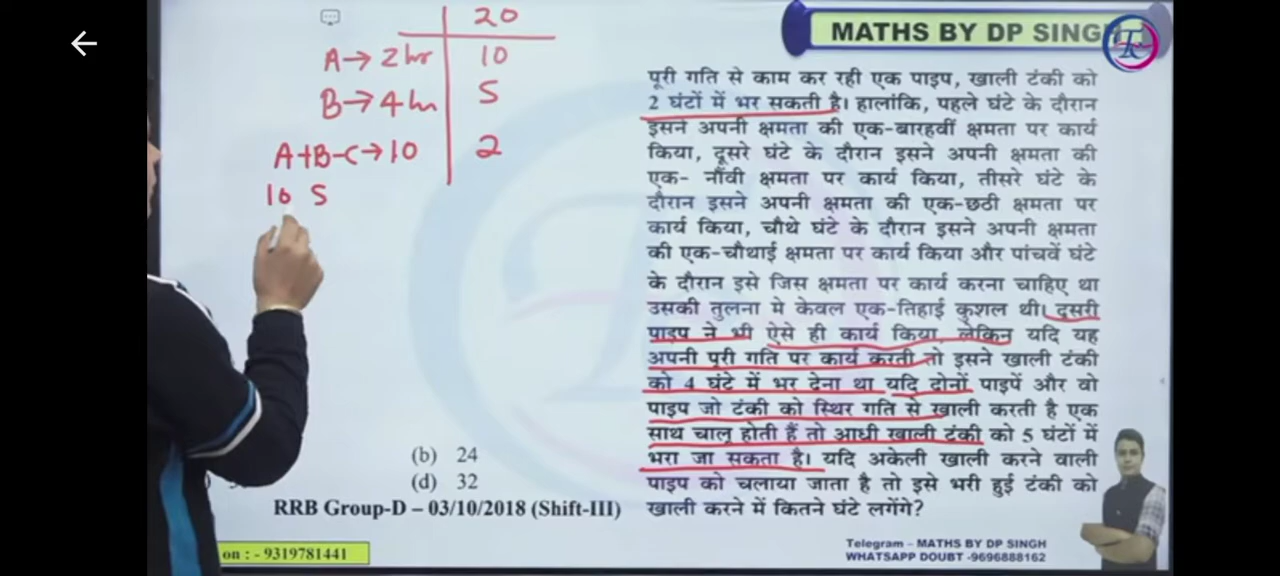 20
A→ 2hr 10
B→ 4hr 5
A+B-C→10 2
10 5
MATHS BY DP SING
पूरी गति से काम कर रही एक पाइप, खाली टंकी को
2 घंटों में भर सकती है। हालांकि, पहले घंटे के दौरान
इसने अपनी क्षमता की एक-बारहवीं क्षमता पर कार्य
किया, दूसरे घंटे के दौरान इसने अपनी क्षमता की
एक- नौंवी क्षमता पर कार्य किया, तीसरे घंटे के
दौरान इसने अपनी क्षमता की एक-छठी क्षमता पर
कार्य किया, चौथे घंटे के दौरान इसने अपनी क्षमता
की एक-चौथाई क्षमता पर कार्य किया और पांचवें घंटे
के दौरान इसे जिस क्षमता पर कार्य करना चाहिए था
उसकी तुलना मे केवल एक-तिहाई कुशल थी। दूसरी
पाइप ने भी ऐसे ही कार्य किया, लेकिन यदि यह
अपनी पूरी गति पर कार्य करती तो इसने खाली टंकी
को 4 घंटे में भर देना था यदि दोनों पाइपें और वो
पाइप जो टंकी को स्थिर गति से खाली करती है एक
साथ चालू होती हैं तो आधी खाली टंकी को 5 घंटों में
भरा जा सकता है। यदि अकेली खाली करने वाली
पाइप को चलाया जाता है तो इसे भरी हुई टंकी को
खाली करने में कितने घंटे लगेंगे?
(b) 24
(d) 32
RRB Group-D – 03/10/2018 (Shift-III)
on : - 9319781441
Telegram – MATHS BY DP SINGH
WHATSAPP DOUBT -9696888162